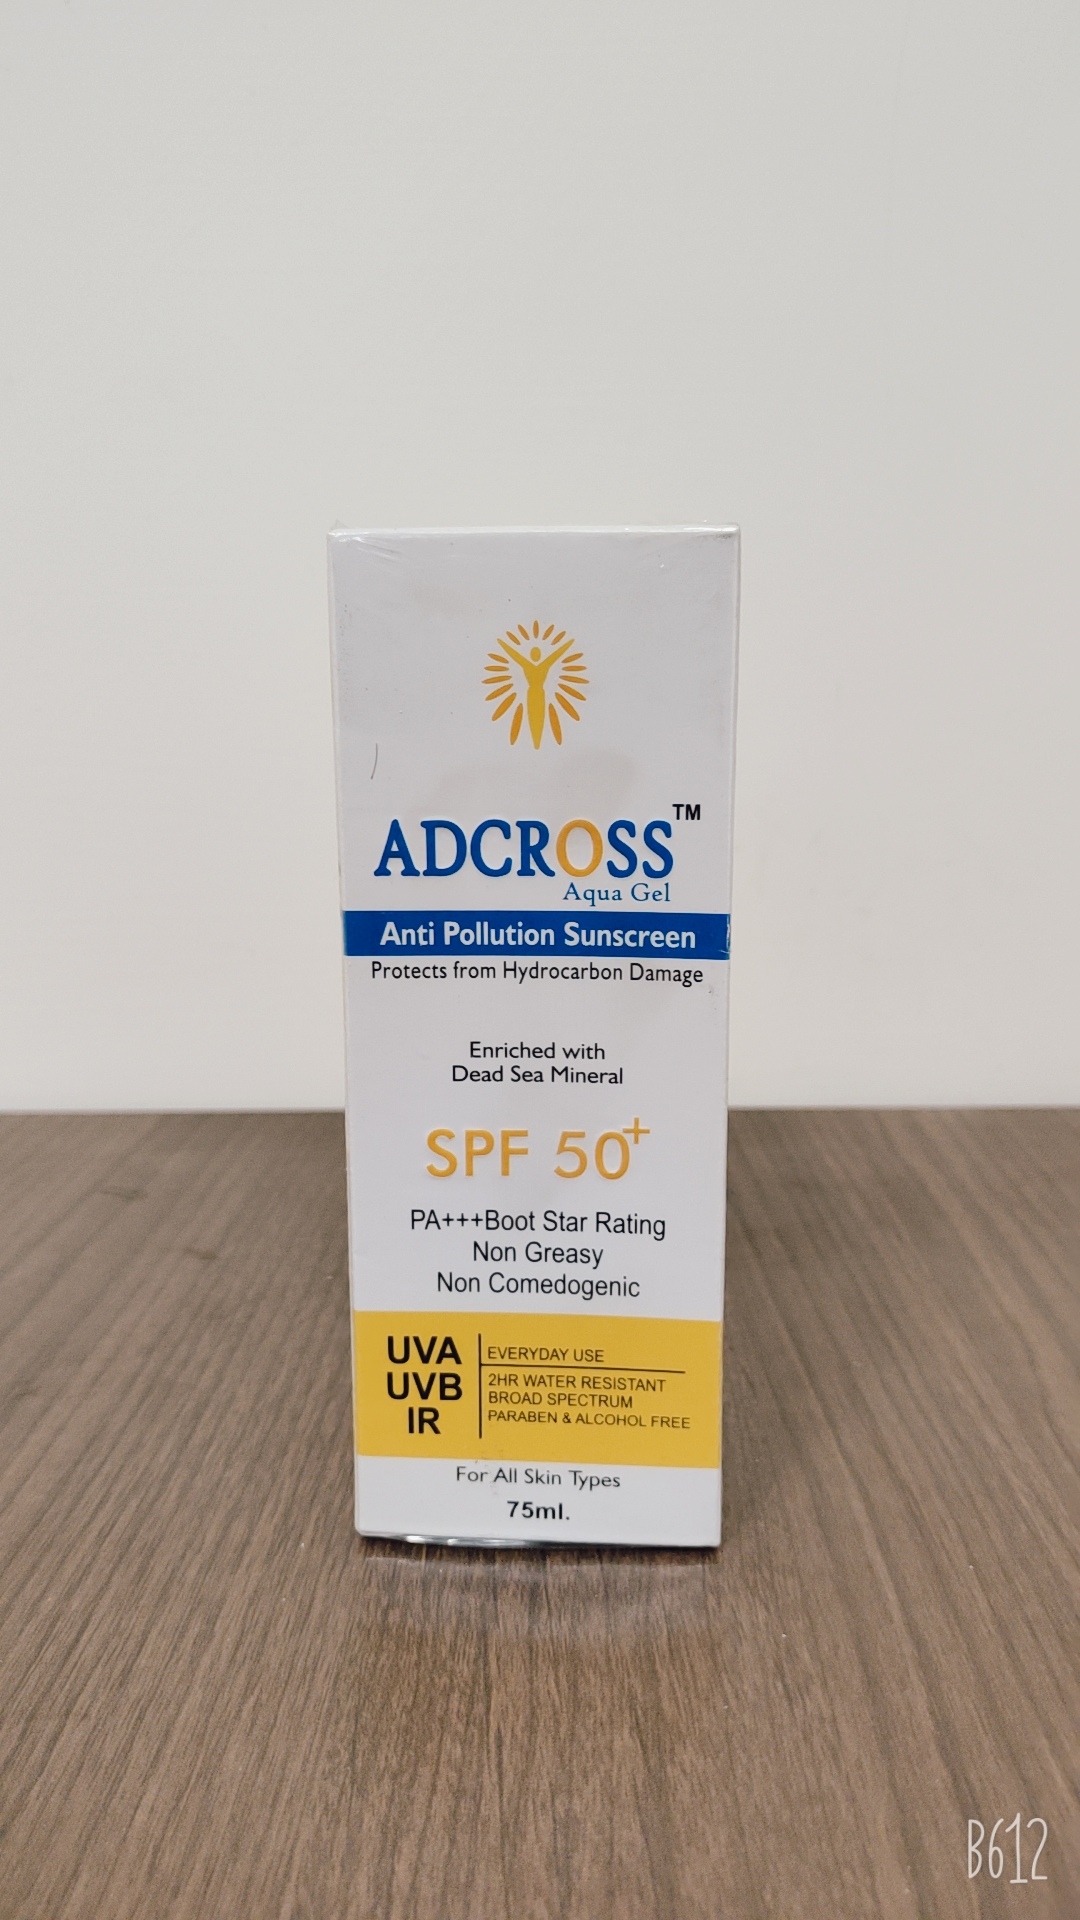 ADCROSS™
Aqua Gel
Anti Pollution Sunscreen
Protects from Hydrocarbon Damage
Enriched with
Dead Sea Mineral
SPF 50+
PA+++Boot Star Rating
Non Greasy
Non Comedogenic
UVA
UVB
IR
EVERYDAY USE
2HR WATER RESISTANT
BROAD SPECTRUM
PARABEN & ALCOHOL FREE
For All Skin Types
75ml.
B612